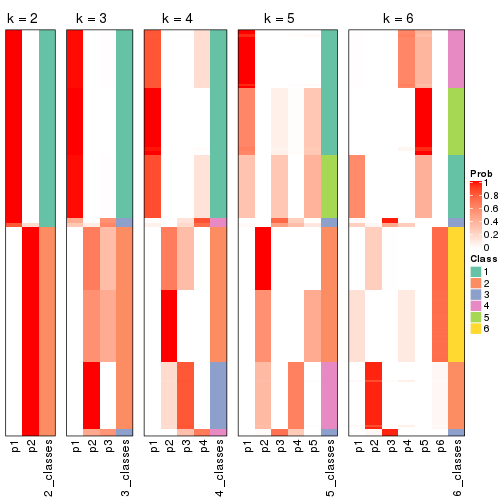 k = 2
k = 3
k = 4
k = 5
k = 6
p1
p2
2_classes
p1
p2
p3
3_classes
p1
p2
p3
p4
4_classes
p1
p2
p3
p4
p5
5_classes
p1
p2
p3
p4
p5
p6
6_classes
Prob
1
0.8
0.6
0.4
0.2
0
Class
1
2
3
4
5
6